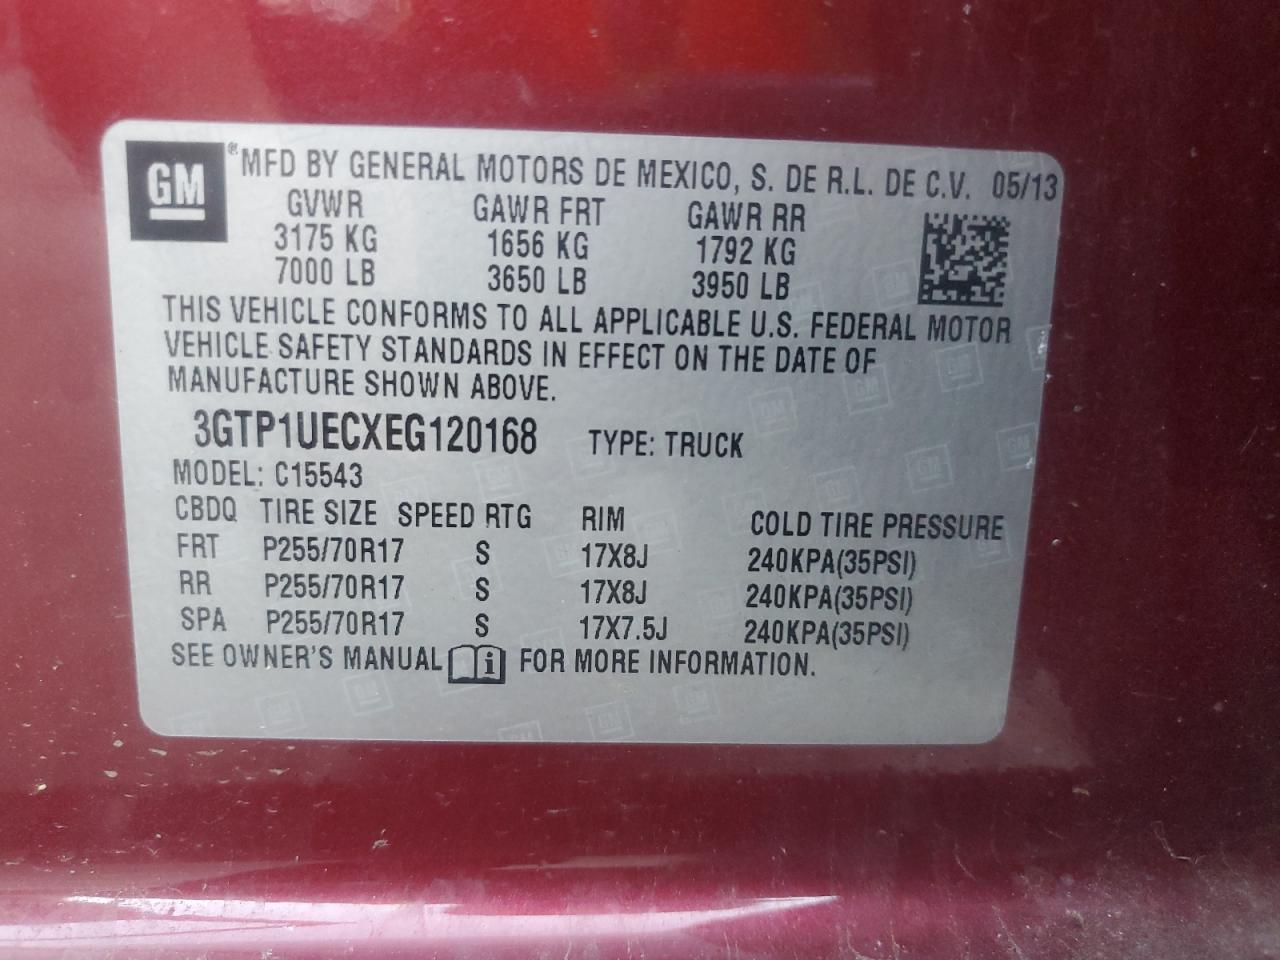 GM ® MFD BY GENERAL MOTORS DE MEXICO, S. DE R.L. DE C.V. 05/13
GVWR GAWR FRT GAWR RR
3175 KG 1656 KG 1792 KG
7000 LB 3650 LB 3950 LB
THIS VEHICLE CONFORMS TO ALL APPLICABLE U.S. FEDERAL MOTOR
VEHICLE SAFETY STANDARDS IN EFFECT ON THE DATE OF
MANUFACTURE SHOWN ABOVE.
3GTP1UECXEG120168 TYPE: TRUCK
MODEL: C15543
CBDQ TIRE SIZE SPEED RTG RIM COLD TIRE PRESSURE
FRT P255/70R17 S 17X8J 240KPA(35PSI)
RR P255/70R17 S 17X8J 240KPA(35PSI)
SPA P255/70R17 S 17X7.5J 240KPA(35PSI)
SEE OWNER'S MANUAL i FOR MORE INFORMATION.